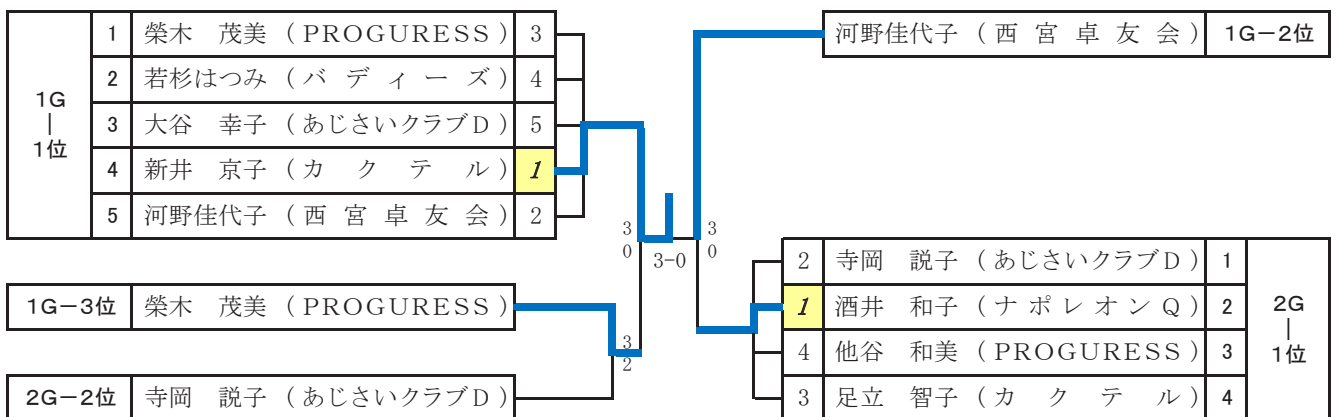 1G
｜
1位
1 榮木 茂美 (PROGURESS) 3
2 若杉はつみ (バディーズ) 4
3 大谷 幸子 (あじさいクラブD) 5
4 新井 京子 (カクテル) 1
5 河野佳代子 (西宮卓友会) 2
河野佳代子 (西宮卓友会) 1G－2位
3
0
3-0
3
0
1G－3位 榮木 茂美 (PROGURESS)
3
2
2G－2位 寺岡 説子 (あじさいクラブD)
2 寺岡 説子 (あじさいクラブD) 1
1 酒井 和子 (ナポレオンQ) 2
4 他谷 和美 (PROGURESS) 3
3 足立 智子 (カクテル) 4
2G
｜
1位